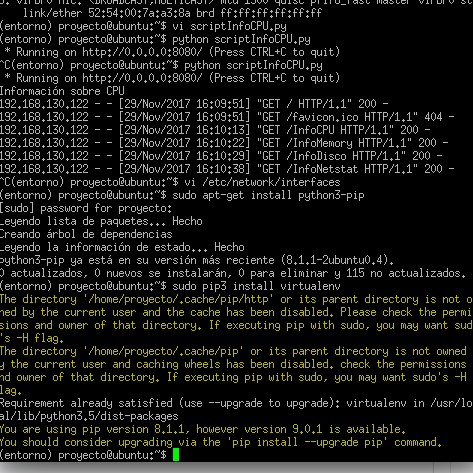 link/ether 52:54:00:7a:a3:8a brd ff:ff:ff:ff:ff:ff
(entorno) proyecto@ubuntu:~$ vi scriptInfoCPU.py
(entorno) proyecto@ubuntu:~$ python scriptInfoCPU.py
* Running on http://0.0.0.0:8080/ (Press CTRL+C to quit)
^C(entorno) proyecto@ubuntu:~$ python scriptInfoCPU.py
* Running on http://0.0.0.0:8080/ (Press CTRL+C to quit)
Información sobre CPU
192.168.130.122 - - [29/Nov/2017 16:09:51] "GET / HTTP/1.1" 200 -
192.168.130.122 - - [29/Nov/2017 16:09:51] "GET /favicon.ico HTTP/1.1" 404 -
192.168.130.122 - - [29/Nov/2017 16:10:13] "GET /InfoCPU HTTP/1.1" 200 -
192.168.130.122 - - [29/Nov/2017 16:10:22] "GET /InfoMemory HTTP/1.1" 200 -
192.168.130.122 - - [29/Nov/2017 16:10:29] "GET /InfoDisco HTTP/1.1" 200 -
192.168.130.122 - - [29/Nov/2017 16:10:38] "GET /InfoNetstat HTTP/1.1" 200 -
^C(entorno) proyecto@ubuntu:~$ vi /etc/network/interfaces
(entorno) proyecto@ubuntu:~$ sudo apt-get install python3-pip
[sudo] password for proyecto:
Leyendo lista de paquetes... Hecho
Creando árbol de dependencias
Leyendo la información de estado... Hecho
python3-pip ya está en su versión más reciente (8.1.1-2ubuntu0.4).
0 actualizados, 0 nuevos se instalarán, 0 para eliminar y 115 no actualizados.
(entorno) proyecto@ubuntu:~$ sudo pip3 install virtualenv
The directory '/home/proyecto/.cache/pip/http' or its parent directory is not o
ned by the current user and the cache has been disabled. Please check the permi
sions and owner of that directory. If executing pip with sudo, you may want sud
's -H flag.
The directory '/home/proyecto/.cache/pip' or its parent directory is not owned
y the current user and caching wheels has been disabled. check the permissions
nd owner of that directory. If executing pip with sudo, you may want sudo's -H
lag.
Requirement already satisfied (use --upgrade to upgrade): virtualenv in /usr/lo
al/lib/python3.5/dist-packages
You are using pip version 8.1.1, however version 9.0.1 is available.
You should consider upgrading via the 'pip install --upgrade pip' command.
(entorno) proyecto@ubuntu:~$